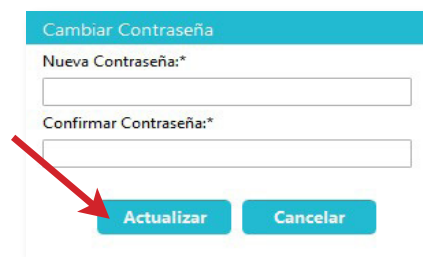 Cambiar Contraseña
Nueva Contraseña:*
Confirmar Contraseña:*
Actualizar Cancelar